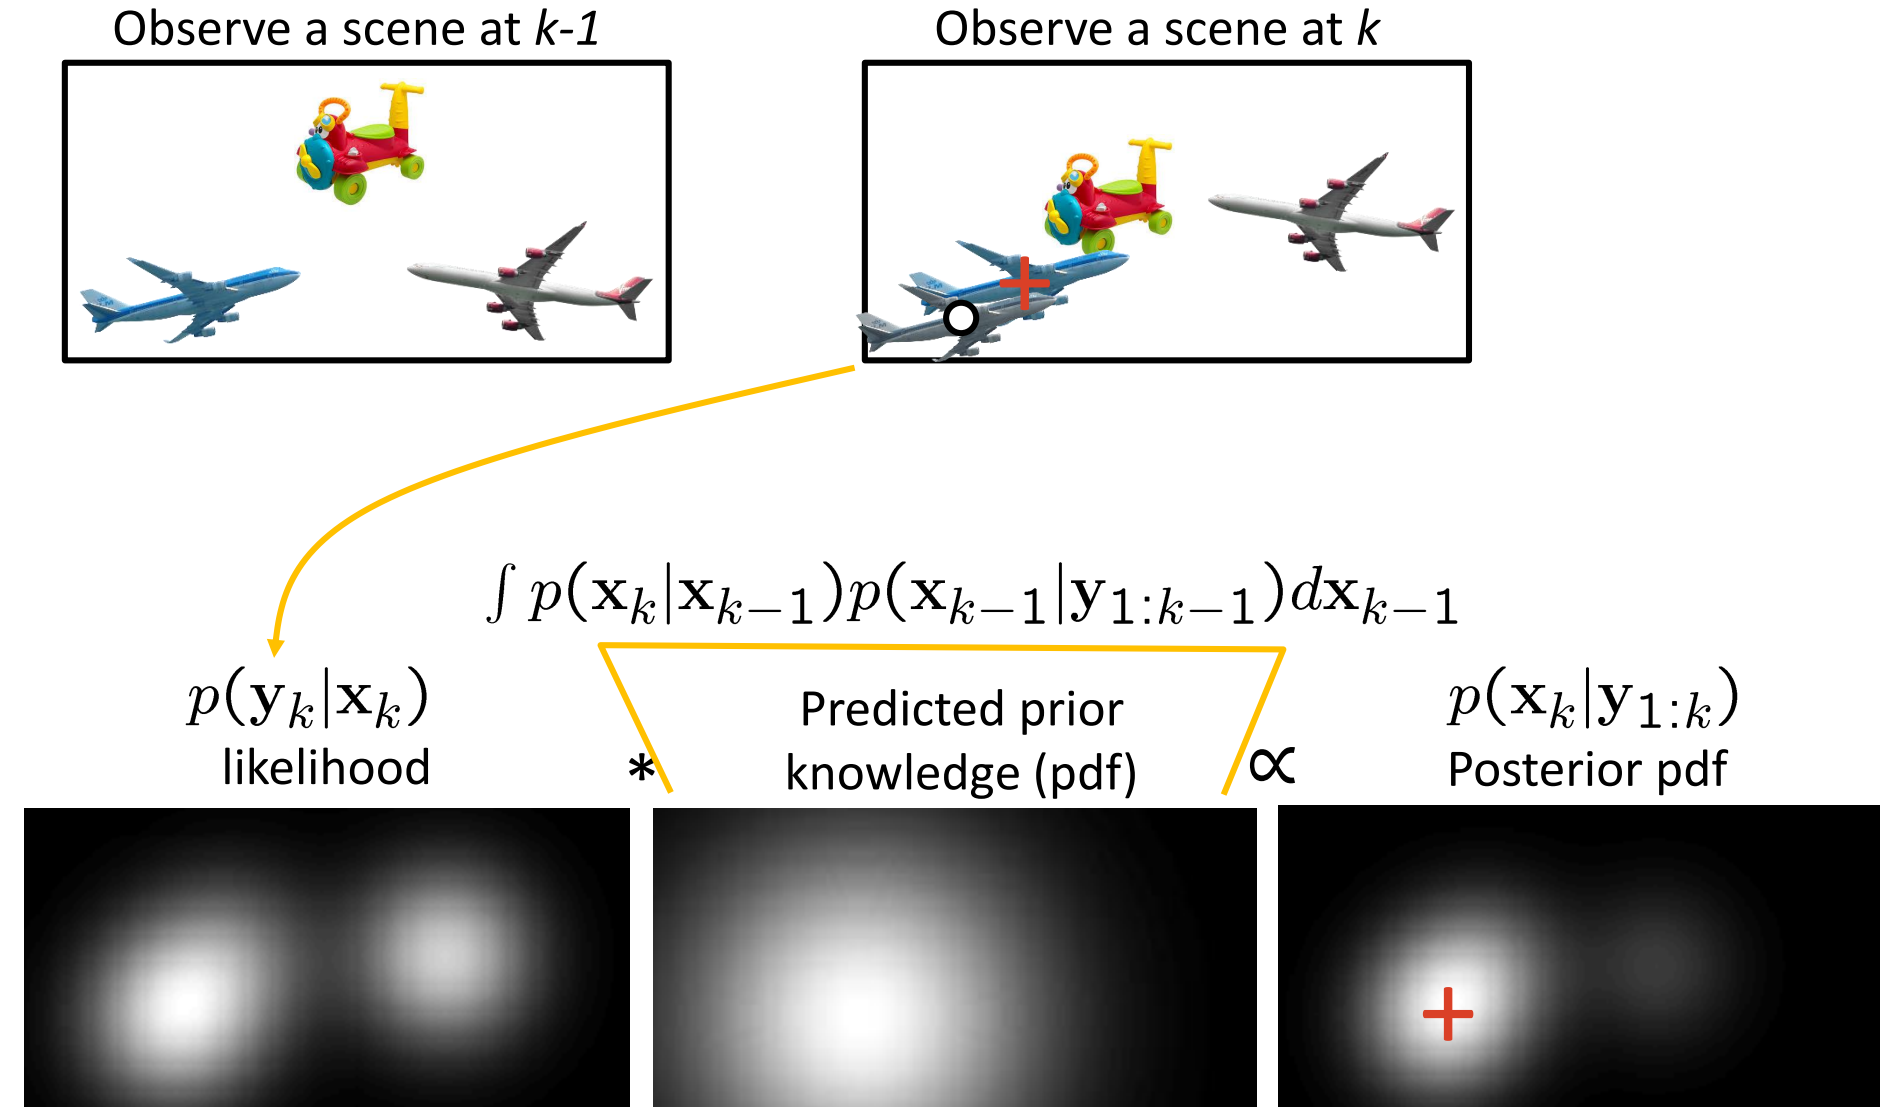 Observe a scene at k-1
Observe a scene at k
∫ p(x_k|x_{k−1})p(x_{k−1}|y_{1:k−1})dx_{k−1}
p(y_k|x_k)
likelihood
*
Predicted prior
knowledge (pdf)
∝
p(x_k|y_{1:k})
Posterior pdf